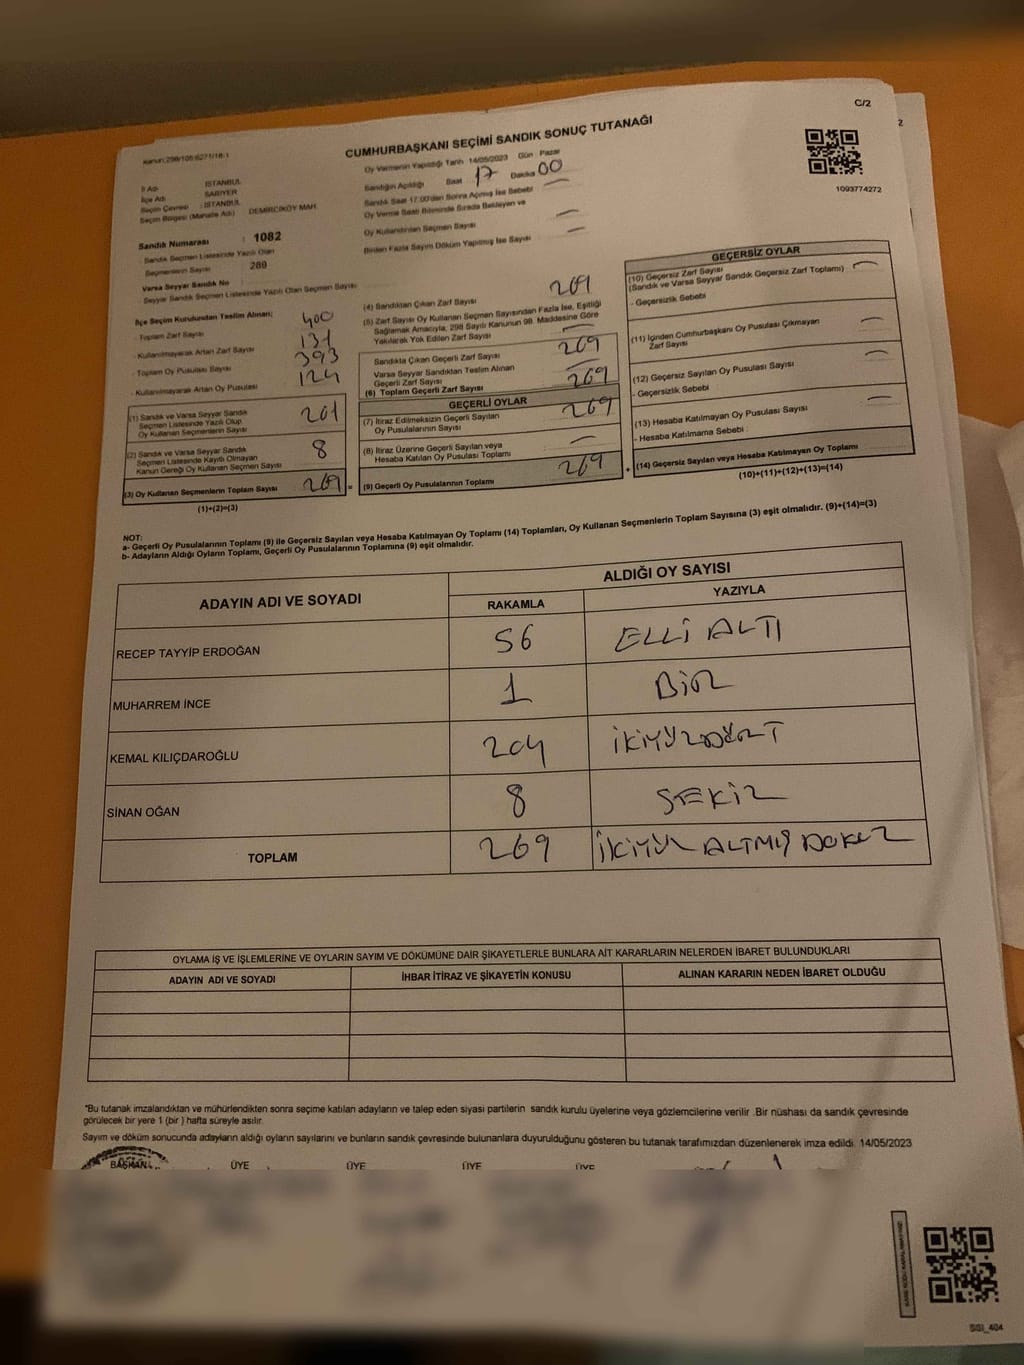 C/2
CUMHURBAŞKANI SEÇİMİ SANDIK SONUÇ TUTANAĞI
Kanun:298/105;6271/18-1
Oy Vermenin Yapıldığı Tarih 14/05/2023 Gün Pazar
1093774272
İl Adı : İSTANBUL
İlçe Adı : SARIYER
Seçim Çevresi : İSTANBUL
Seçim Bölgesi (Mahalle Adı) DEMİRCİKÖY MAH.
Sandığın Açıldığı Saat 17 Dakika 00
Sandık Saat 17:00'den Sonra Açılmış İse Sebebi
Oy Verme Saati Bitiminde Sırada Bekleyen ve
Oy Kullandırılan Seçmen Sayısı
Birden Fazla Sayım Döküm Yapılmış İse Sayısı
Sandık Numarası : 1082
Sandık Seçmen Listesinde Yazılı Olan
Seçmenlerin Sayısı : 289
Varsa Seyyar Sandık No
Seyyar Sandık Seçmen Listesinde Yazılı Olan Seçmen Sayısı
İlçe Seçim Kurulundan Teslim Alınan;
- Toplam Zarf Sayısı 400
- Kullanılmayarak Artan Zarf Sayısı 131
- Toplam Oy Pusulası Sayısı 393
- Kullanılmayarak Artan Oy Pusulası 124
(1) Sandık ve Varsa Seyyar Sandık
Seçmen Listesinde Yazılı Olup
Oy Kullanan Seçmenlerin Sayısı 261
(2) Sandık ve Varsa Seyyar Sandık
Seçmen Listesinde Kayıtlı Olmayan
Kanun Gereği Oy Kullanan Seçmen Sayısı 8
(3) Oy Kullanan Seçmenlerin Toplam Sayısı 269 =
(1)+(2)=(3)
(4) Sandıktan Çıkan Zarf Sayısı 269
(5) Zarf Sayısı Oy Kullanan Seçmen Sayısından Fazla İse, Eşitliği
Sağlamak Amacıyla, 298 Sayılı Kanunun 98. Maddesine Göre
Yakılarak Yok Edilen Zarf Sayısı
Sandıkta Çıkan Geçerli Zarf Sayısı 269
Varsa Seyyar Sandıktan Teslim Alınan
Geçerli Zarf Sayısı
(6) Toplam Geçerli Zarf Sayısı 269
GEÇERLİ OYLAR
(7) İtiraz Edilmeksizin Geçerli Sayılan
Oy Pusulalarının Sayısı 269
(8) İtiraz Üzerine Geçerli Sayılan veya
Hesaba Katılan Oy Pusulası Toplamı
(9) Geçerli Oy Pusulalarının Toplamı 269 +
GEÇERSİZ OYLAR
(10) Geçersiz Zarf Sayısı
(Sandık ve Varsa Seyyar Sandık Geçersiz Zarf Toplamı)
- Geçersizlik Sebebi
(11) İçinden Cumhurbaşkanı Oy Pusulası Çıkmayan
Zarf Sayısı
(12) Geçersiz Sayılan Oy Pusulası Sayısı
- Geçersizlik Sebebi
(13) Hesaba Katılmayan Oy Pusulası Sayısı
- Hesaba Katılmama Sebebi :
(14) Geçersiz Sayılan veya Hesaba Katılmayan Oy Toplamı
(10)+(11)+(12)+(13)=(14)
NOT:
a- Geçerli Oy Pusulalarının Toplamı (9) ile Geçersiz Sayılan veya Hesaba Katılmayan Oy Toplamı (14) Toplamları, Oy Kullanan Seçmenlerin Toplam Sayısına (3) eşit olmalıdır. (9)+(14)=(3)
b- Adayların Aldığı Oyların Toplamı, Geçerli Oy Pusulalarının Toplamına (9) eşit olmalıdır.
ADAYIN ADI VE SOYADI
ALDIĞI OY SAYISI
RAKAMLA YAZIYLA
RECEP TAYYİP ERDOĞAN 56 ELLİ ALTI
MUHARREM İNCE 1 BİR
KEMAL KILIÇDAROĞLU 204 İKİYÜZDÖRT
SİNAN OĞAN 8 SEKİZ
TOPLAM 269 İKİYÜZ ALTMIŞ DOKUZ
OYLAMA İŞ VE İŞLEMLERİNE VE OYLARIN SAYIM VE DÖKÜMÜNE DAİR ŞİKAYETLERLE BUNLARA AİT KARARLARIN NELERDEN İBARET BULUNDUKLARI
ADAYIN ADI VE SOYADI İHBAR İTİRAZ VE ŞİKAYETİN KONUSU ALINAN KARARIN NEDEN İBARET OLDUĞU
*Bu tutanak imzalandıktan ve mühürlendikten sonra seçime katılan adayların ve talep eden siyasi partilerin sandık kurulu üyelerine veya gözlemcilerine verilir .Bir nüshası da sandık çevresinde
görülecek bir yere 1 (bir ) hafta süreyle asılır.
Sayım ve döküm sonucunda adayların aldığı oyların sayılarını ve bunların sandık çevresinde bulunanlara duyurulduğunu gösteren bu tutanak tarafımızdan düzenlenerek imza edildi. 14/05/2023
BAŞKAN ÜYE ÜYE ÜYE ÜYE